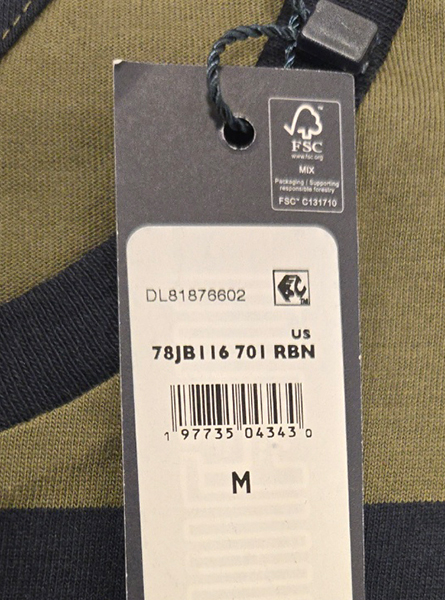 FSC
www.fsc.org
MIX
Packaging / Supporting
responsible forestry
FSC® C131710
DL81876602
TM
US
78JB116 701 RBN
1 97735 04343 0
M